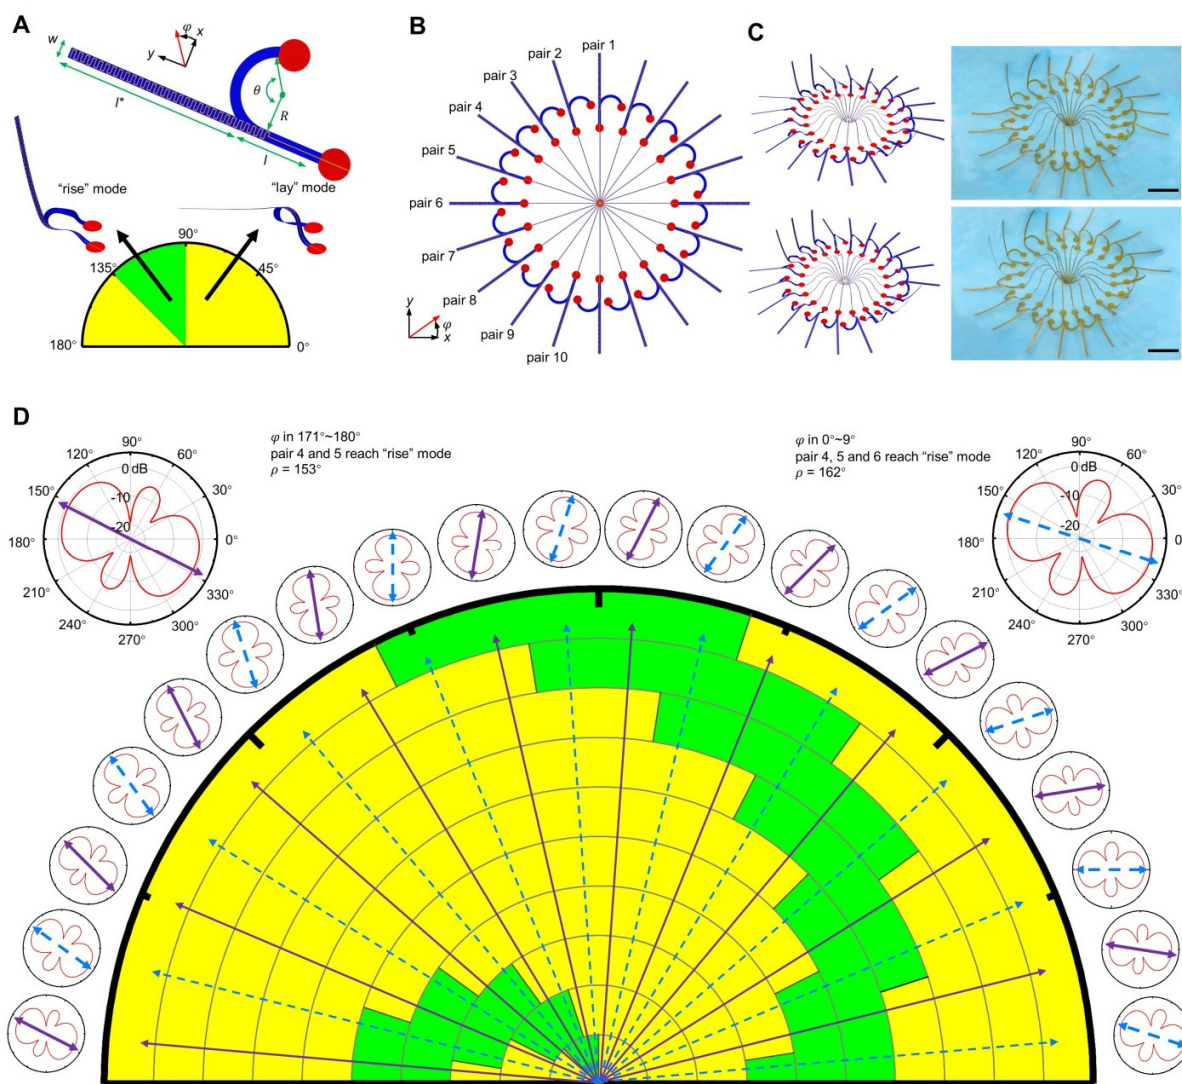 A
w
φ
x
y
l*
θ
R
l
"rise" mode
"lay" mode
90°
135°
45°
180°
0°
B
pair 1
pair 2
pair 3
pair 4
pair 5
pair 6
pair 7
pair 8
pair 9
pair 10
y
φ
x
C
D
90°
120°
60°
0 dB
150°
30°
-10
-20
180°
0°
210°
330°
240°
300°
270°
φ in 171°~180°
pair 4 and 5 reach "rise" mode
ρ = 153°
φ in 0°~9°
pair 4, 5 and 6 reach "rise" mode
ρ = 162°
90°
120°
60°
0 dB
150°
30°
-10
-20
180°
0°
210°
330°
240°
300°
270°